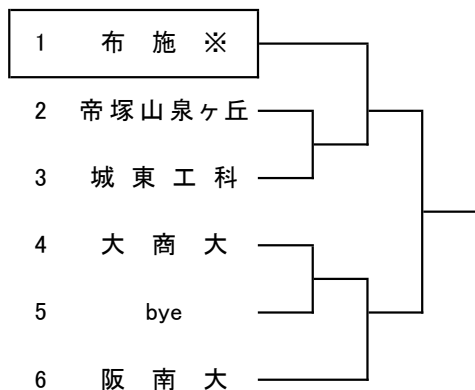 1 布施 ※
2 帝塚山泉ヶ丘
3 城東工科
4 大商大
5 bye
6 阪南大